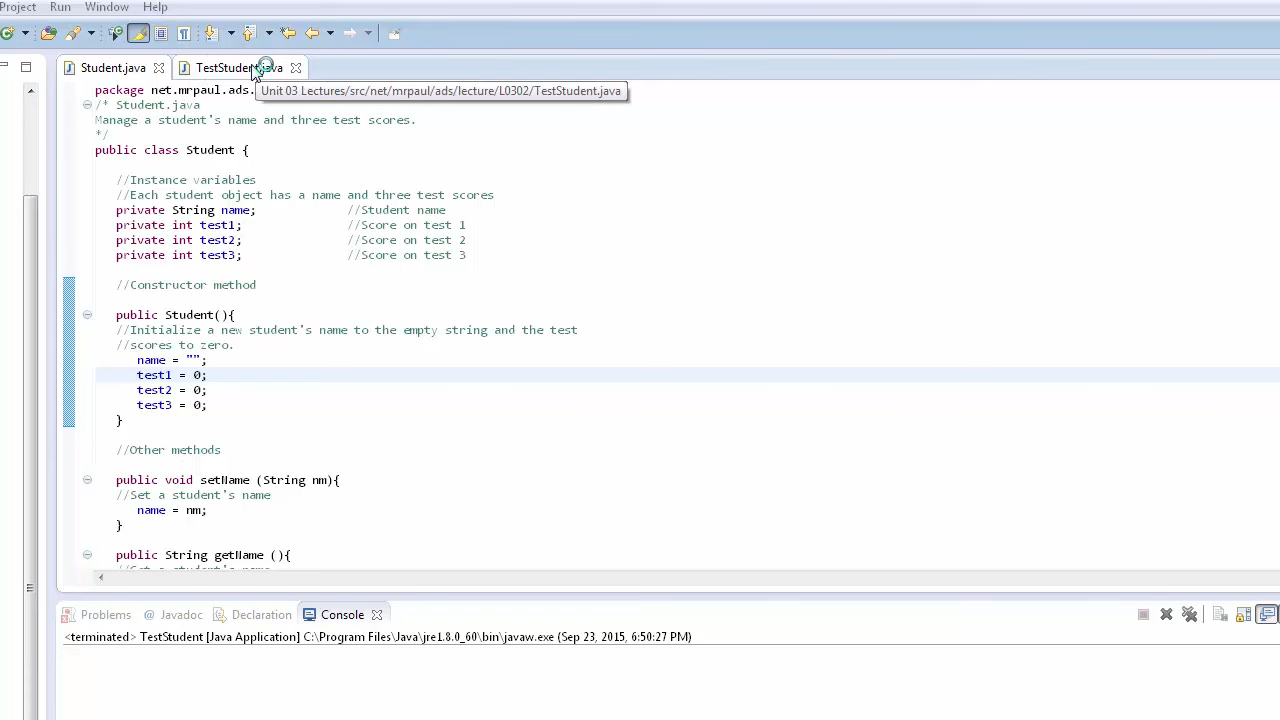 Project Run Window Help
Student.java TestStudent.java
package net.mrpaul.ads.
Unit 03 Lectures/src/net/mrpaul/ads/lecture/L0302/TestStudent.java
/* Student.java
Manage a student's name and three test scores.
*/
public class Student {
//Instance variables
//Each student object has a name and three test scores
private String name; //Student name
private int test1; //Score on test 1
private int test2; //Score on test 2
private int test3; //Score on test 3
//Constructor method
public Student(){
//Initialize a new student's name to the empty string and the test
//scores to zero.
name = "";
test1 = 0;
test2 = 0;
test3 = 0;
}
//Other methods
public void setName (String nm){
//Set a student's name
name = nm;
}
public String getName (){
Problems Javadoc Declaration Console
<terminated> TestStudent [Java Application] C:\Program Files\Java\jre1.8.0_60\bin\javaw.exe (Sep 23, 2015, 6:50:27 PM)